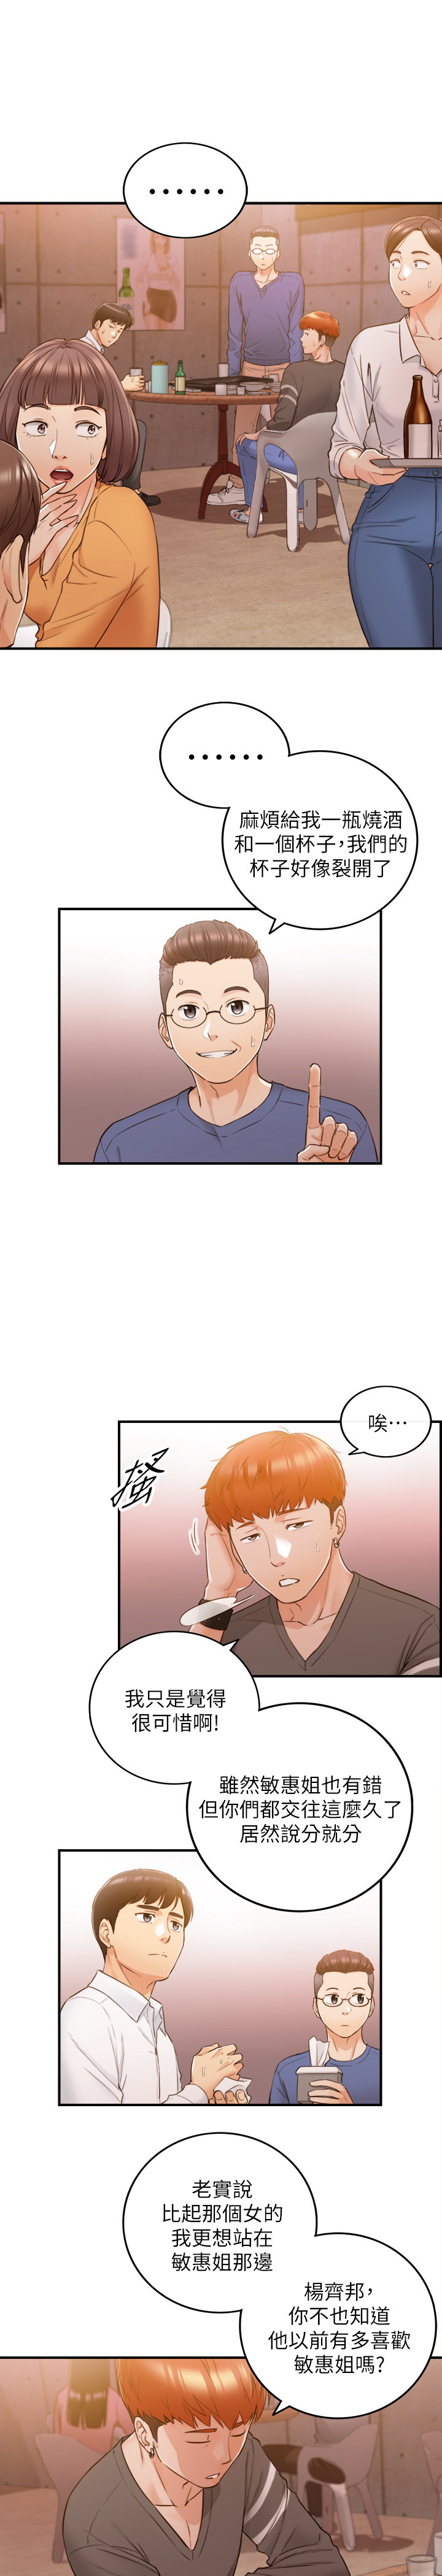 ······
······
麻煩給我一瓶燒酒
和一個杯子，我們的
杯子好像裂開了
唉···
搔
我只是覺得
很可惜啊!
雖然敏惠姐也有錯
但你們都交往這麼久了
居然說分就分
老實說
比起那個女的
我更想站在
敏惠姐那邊
楊齊邦，
你不也知道
他以前有多喜歡
敏惠姐嗎?